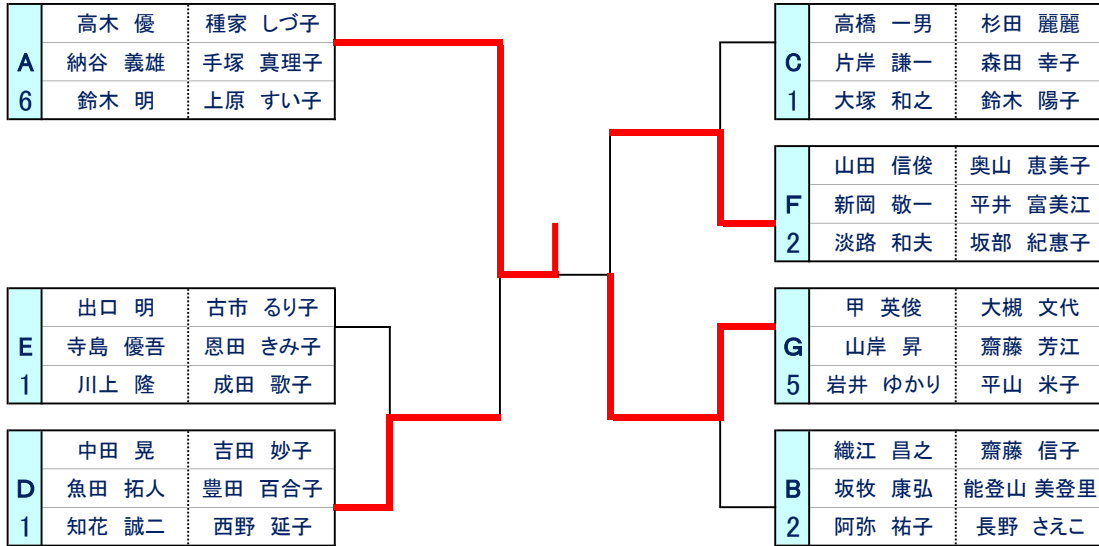 A 6
高木 優 種家 しづ子
納谷 義雄 手塚 真理子
鈴木 明 上原 すい子
E 1
出口 明 古市 るり子
寺島 優吾 恩田 きみ子
川上 隆 成田 歌子
D 1
中田 晃 吉田 妙子
魚田 拓人 豊田 百合子
知花 誠二 西野 延子
C 1
高橋 一男 杉田 麗麗
片岸 謙一 森田 幸子
大塚 和之 鈴木 陽子
F 2
山田 信俊 奥山 恵美子
新岡 敬一 平井 富美江
淡路 和夫 坂部 紀惠子
G 5
甲 英俊 大槻 文代
山岸 昇 齋藤 芳江
岩井 ゆかり 平山 米子
B 2
織江 昌之 齋藤 信子
坂牧 康弘 能登山 美登里
阿弥 祐子 長野 さえこ